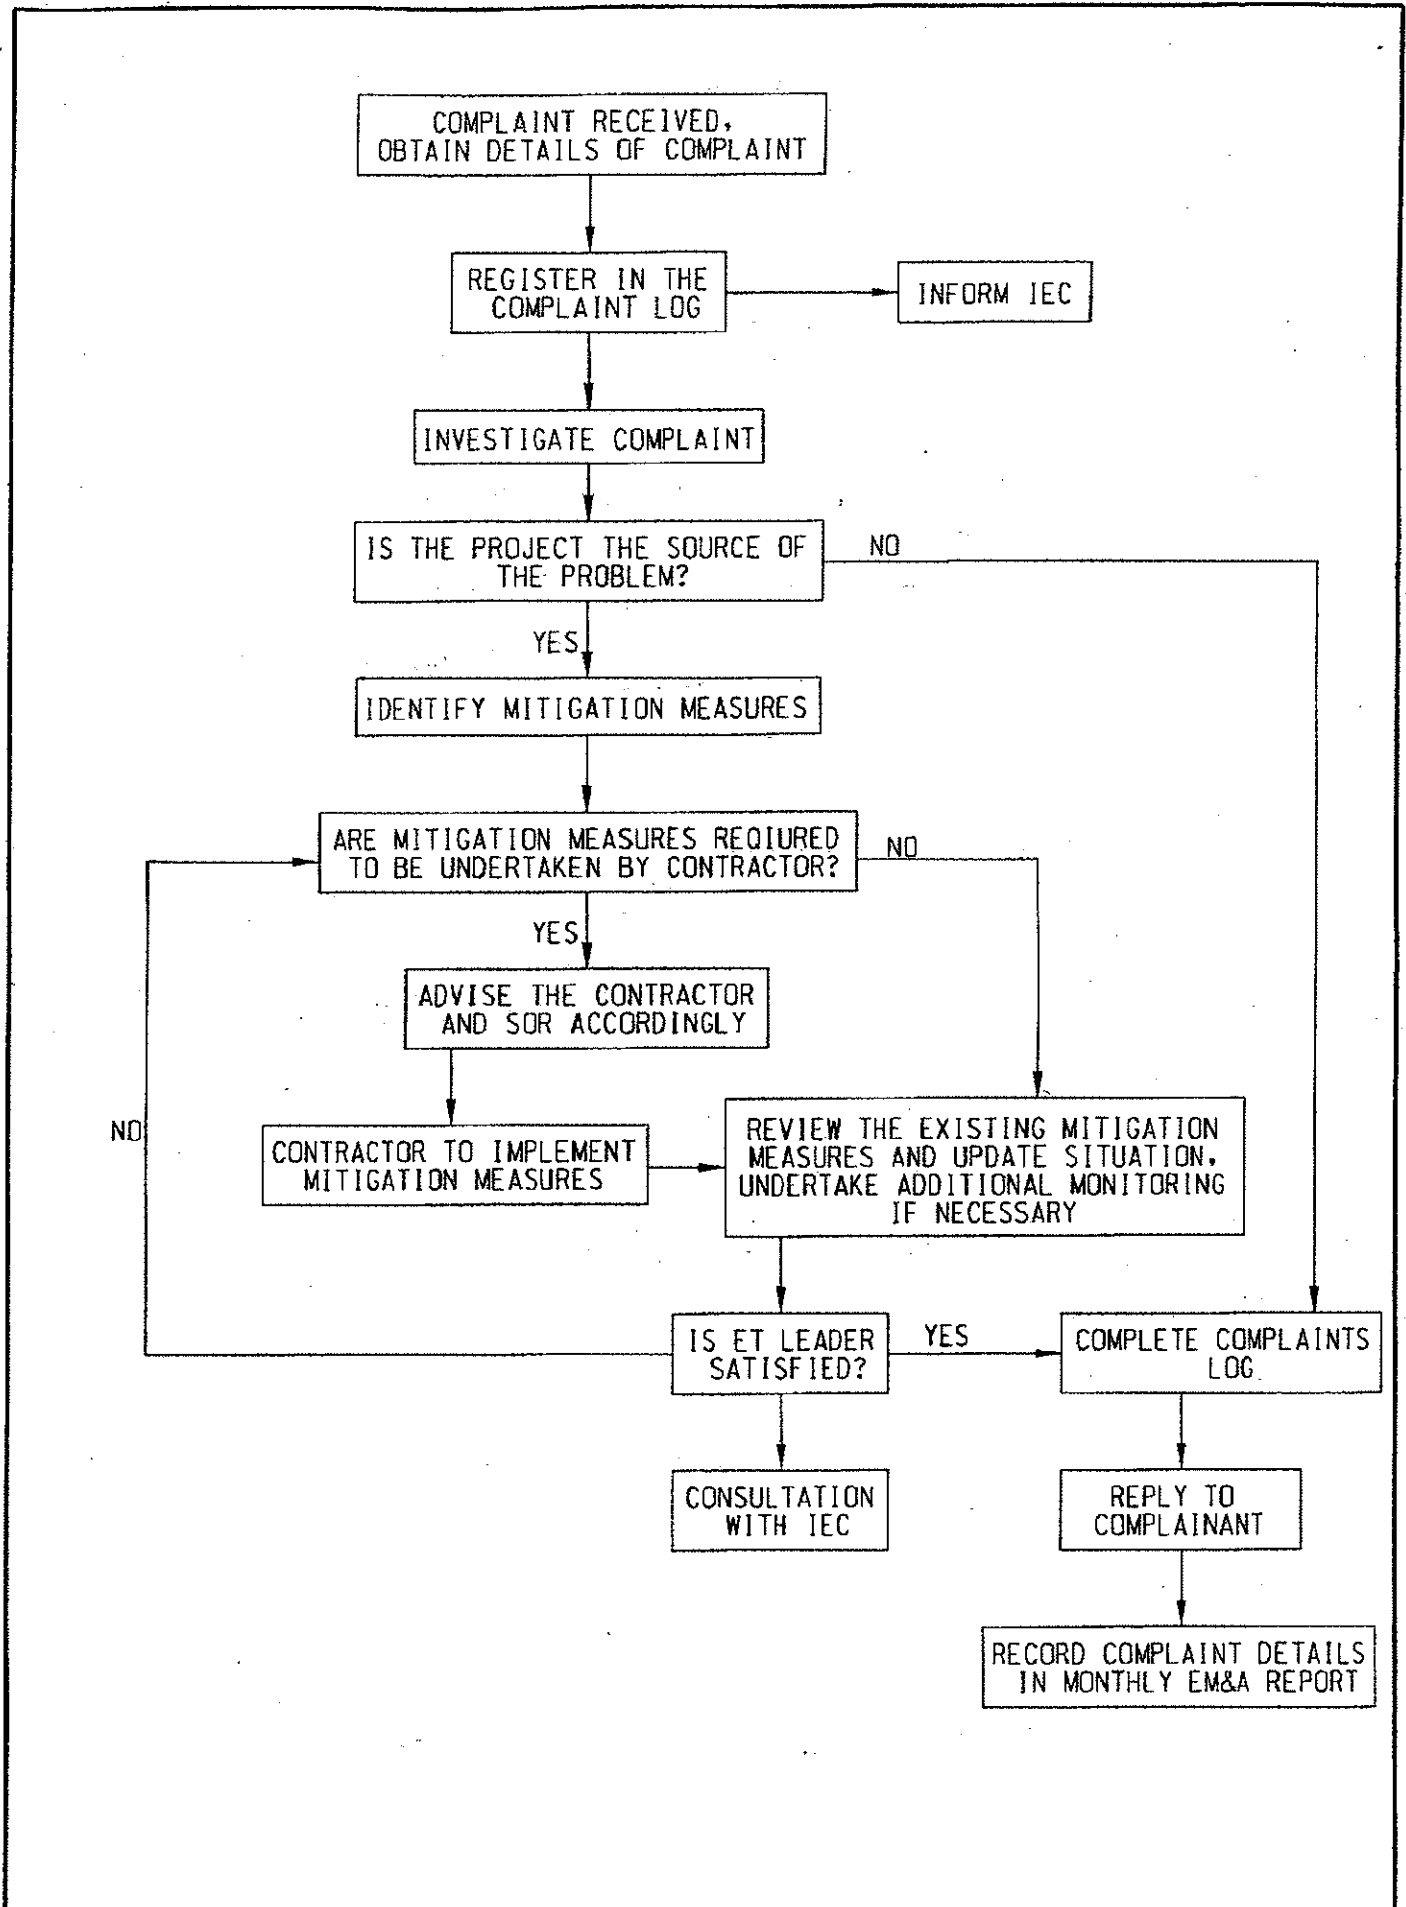 COMPLAINT RECEIVED,
OBTAIN DETAILS OF COMPLAINT
REGISTER IN THE
COMPLAINT LOG
INFORM IEC
INVESTIGATE COMPLAINT
IS THE PROJECT THE SOURCE OF
THE PROBLEM?
NO
YES
IDENTIFY MITIGATION MEASURES
ARE MITIGATION MEASURES REQIURED
TO BE UNDERTAKEN BY CONTRACTOR?
NO
YES
ADVISE THE CONTRACTOR
AND SOR ACCORDINGLY
NO
CONTRACTOR TO IMPLEMENT
MITIGATION MEASURES
REVIEW THE EXISTING MITIGATION
MEASURES AND UPDATE SITUATION,
UNDERTAKE ADDITIONAL MONITORING
IF NECESSARY
IS ET LEADER
SATISFIED?
YES
COMPLETE COMPLAINTS
LOG
CONSULTATION
WITH IEC
REPLY TO
COMPLAINANT
RECORD COMPLAINT DETAILS
IN MONTHLY EM&A REPORT